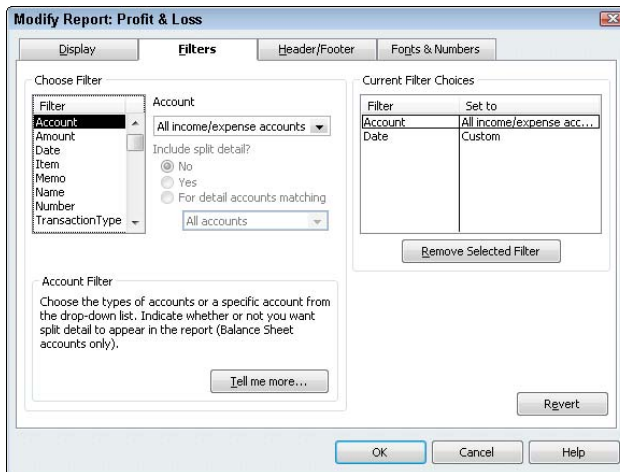 Modify Report: Profit & Loss
Display
Filters
Header/Footer
Fonts & Numbers
Choose Filter
Filter
Account
Amount
Date
Item
Memo
Name
Number
TransactionType
Account
All income/expense accounts
Include split detail?
No
Yes
For detail accounts matching
All accounts
Account Filter
Choose the types of accounts or a specific account from
the drop-down list. Indicate whether or not you want
split detail to appear in the report (Balance Sheet
accounts only).
Tell me more...
Current Filter Choices
Filter Set to
Account All income/expense acc...
Date Custom
Remove Selected Filter
Revert
OK
Cancel
Help